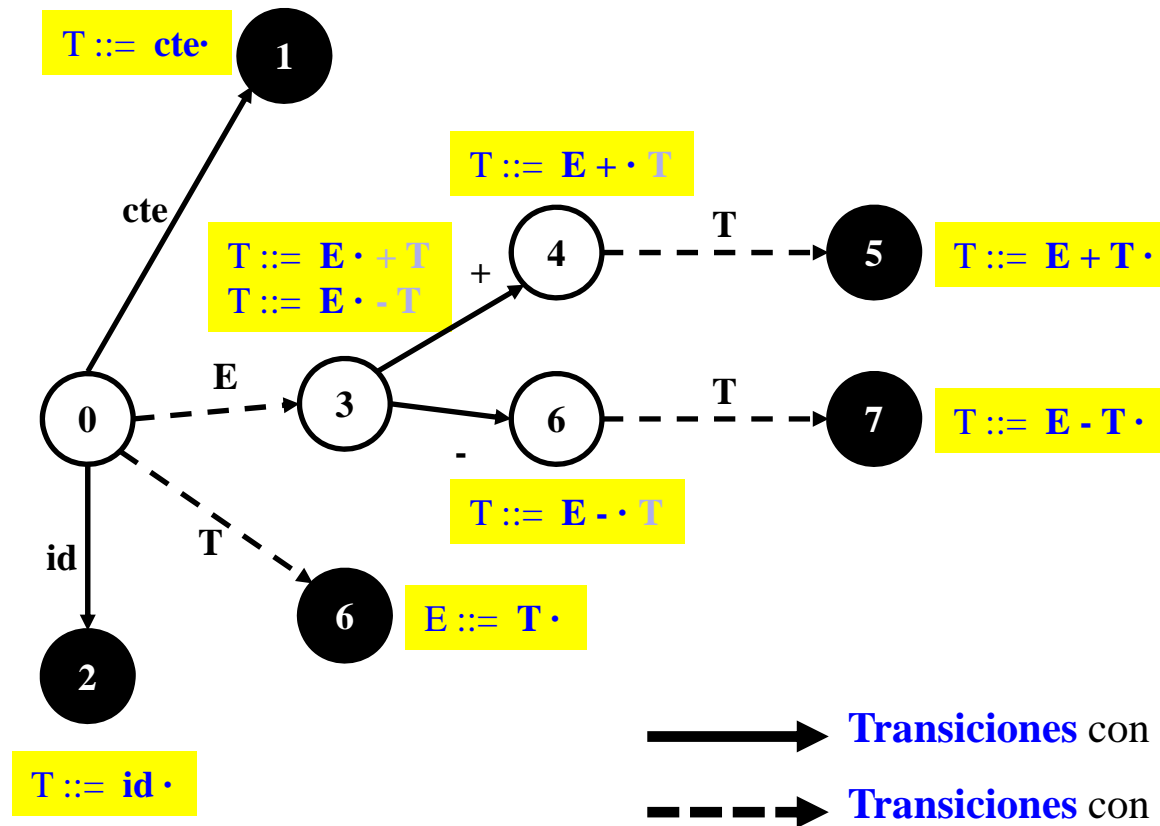 T ::= cte·
1
T ::= E + · T
cte
T
T ::= E · + T
T ::= E · - T
+
4
5
T ::= E + T ·
E
T
0
3
6
7
T ::= E - T ·
-
T ::= E - · T
id
T
6
E ::= T ·
2
T ::= id ·
Transiciones con
Transiciones con